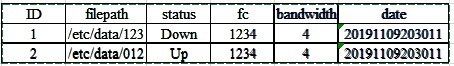 ID filepath status fc bandwidth date
1 /etc/data/123 Down 1234 4 20191109203011
2 /etc/data/012 Up 1234 4 20191109203011